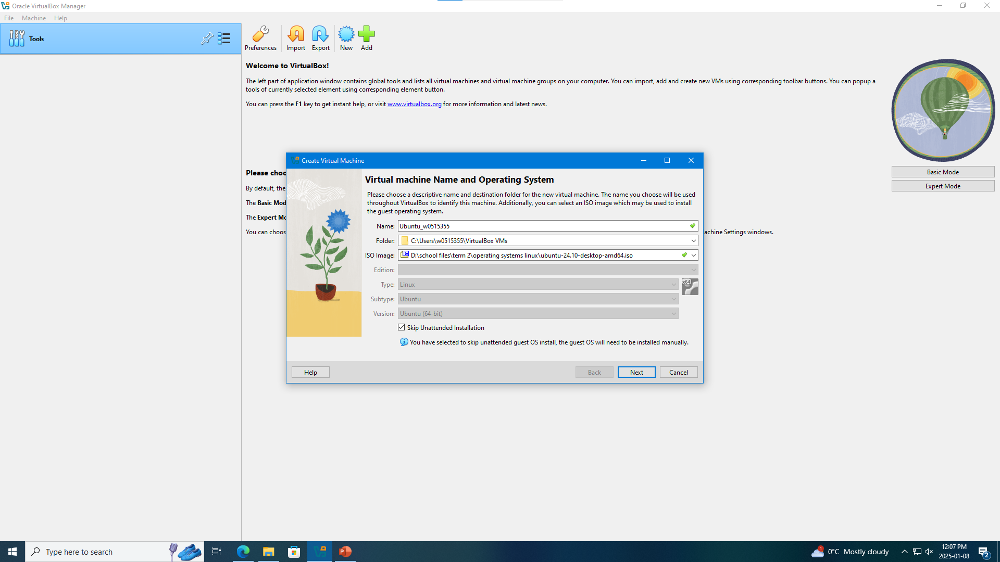 Oracle VirtualBox Manager
File Machine Help
Tools
Preferences Import Export New Add
Welcome to VirtualBox!
The left part of application window contains global tools and lists all virtual machines and virtual machine groups on your computer. You can import, add and create new VMs using corresponding toolbar buttons. You can popup a
tools of currently selected element using corresponding element button.
You can press the F1 key to get instant help, or visit www.virtualbox.org for more information and latest news.
Please choo
By default, the
The Basic Mod
The Expert Mo
You can choos
achine Settings windows.
Basic Mode
Expert Mode
Create Virtual Machine
Virtual machine Name and Operating System
Please choose a descriptive name and destination folder for the new virtual machine. The name you choose will be used
throughout VirtualBox to identify this machine. Additionally, you can select an ISO image which may be used to install
the guest operating system.
Name: Ubuntu_w0515355
Folder: C:\Users\w0515355\VirtualBox VMs
ISO Image: ISO D:\school files\term 2\operating systems linux\ubuntu-24.10-desktop-amd64.iso
Edition:
Type: Linux x64
Subtype: Ubuntu
Version: Ubuntu (64-bit)
Skip Unattended Installation
You have selected to skip unattended guest OS install, the guest OS will need to be installed manually.
Help Back Next Cancel
Type here to search
P
1 0°C Mostly cloudy
12:07 PM
2025-01-08
2